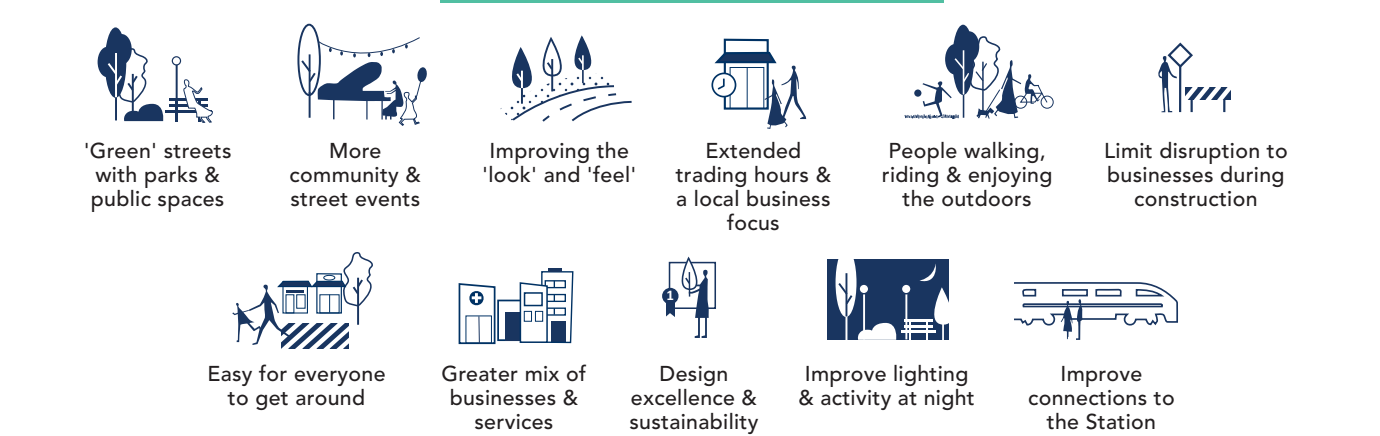 'Green' streets
with parks &
public spaces
More
community &
street events
Improving the
'look' and 'feel'
Extended
trading hours &
a local business
focus
People walking,
riding & enjoying
the outdoors
Limit disruption to
businesses during
construction
Easy for everyone
to get around
Greater mix of
businesses &
services
1
Design
excellence &
sustainability
Improve lighting
& activity at night
Improve
connections to
the Station